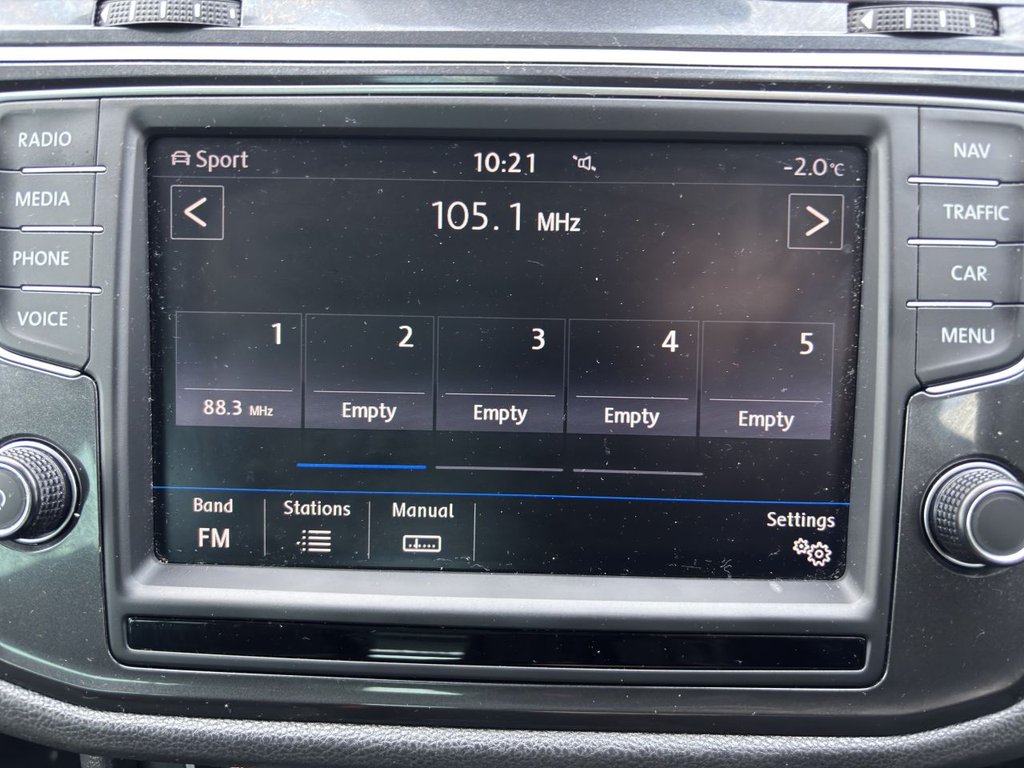 RADIO
MEDIA
PHONE
VOICE
Sport 10:21 -2.0°C
<
105.1 MHz
>
1 2 3 4 5
88.3 MHz Empty Empty Empty Empty
Band Stations Manual
FM
Settings
NAV
TRAFFIC
CAR
MENU